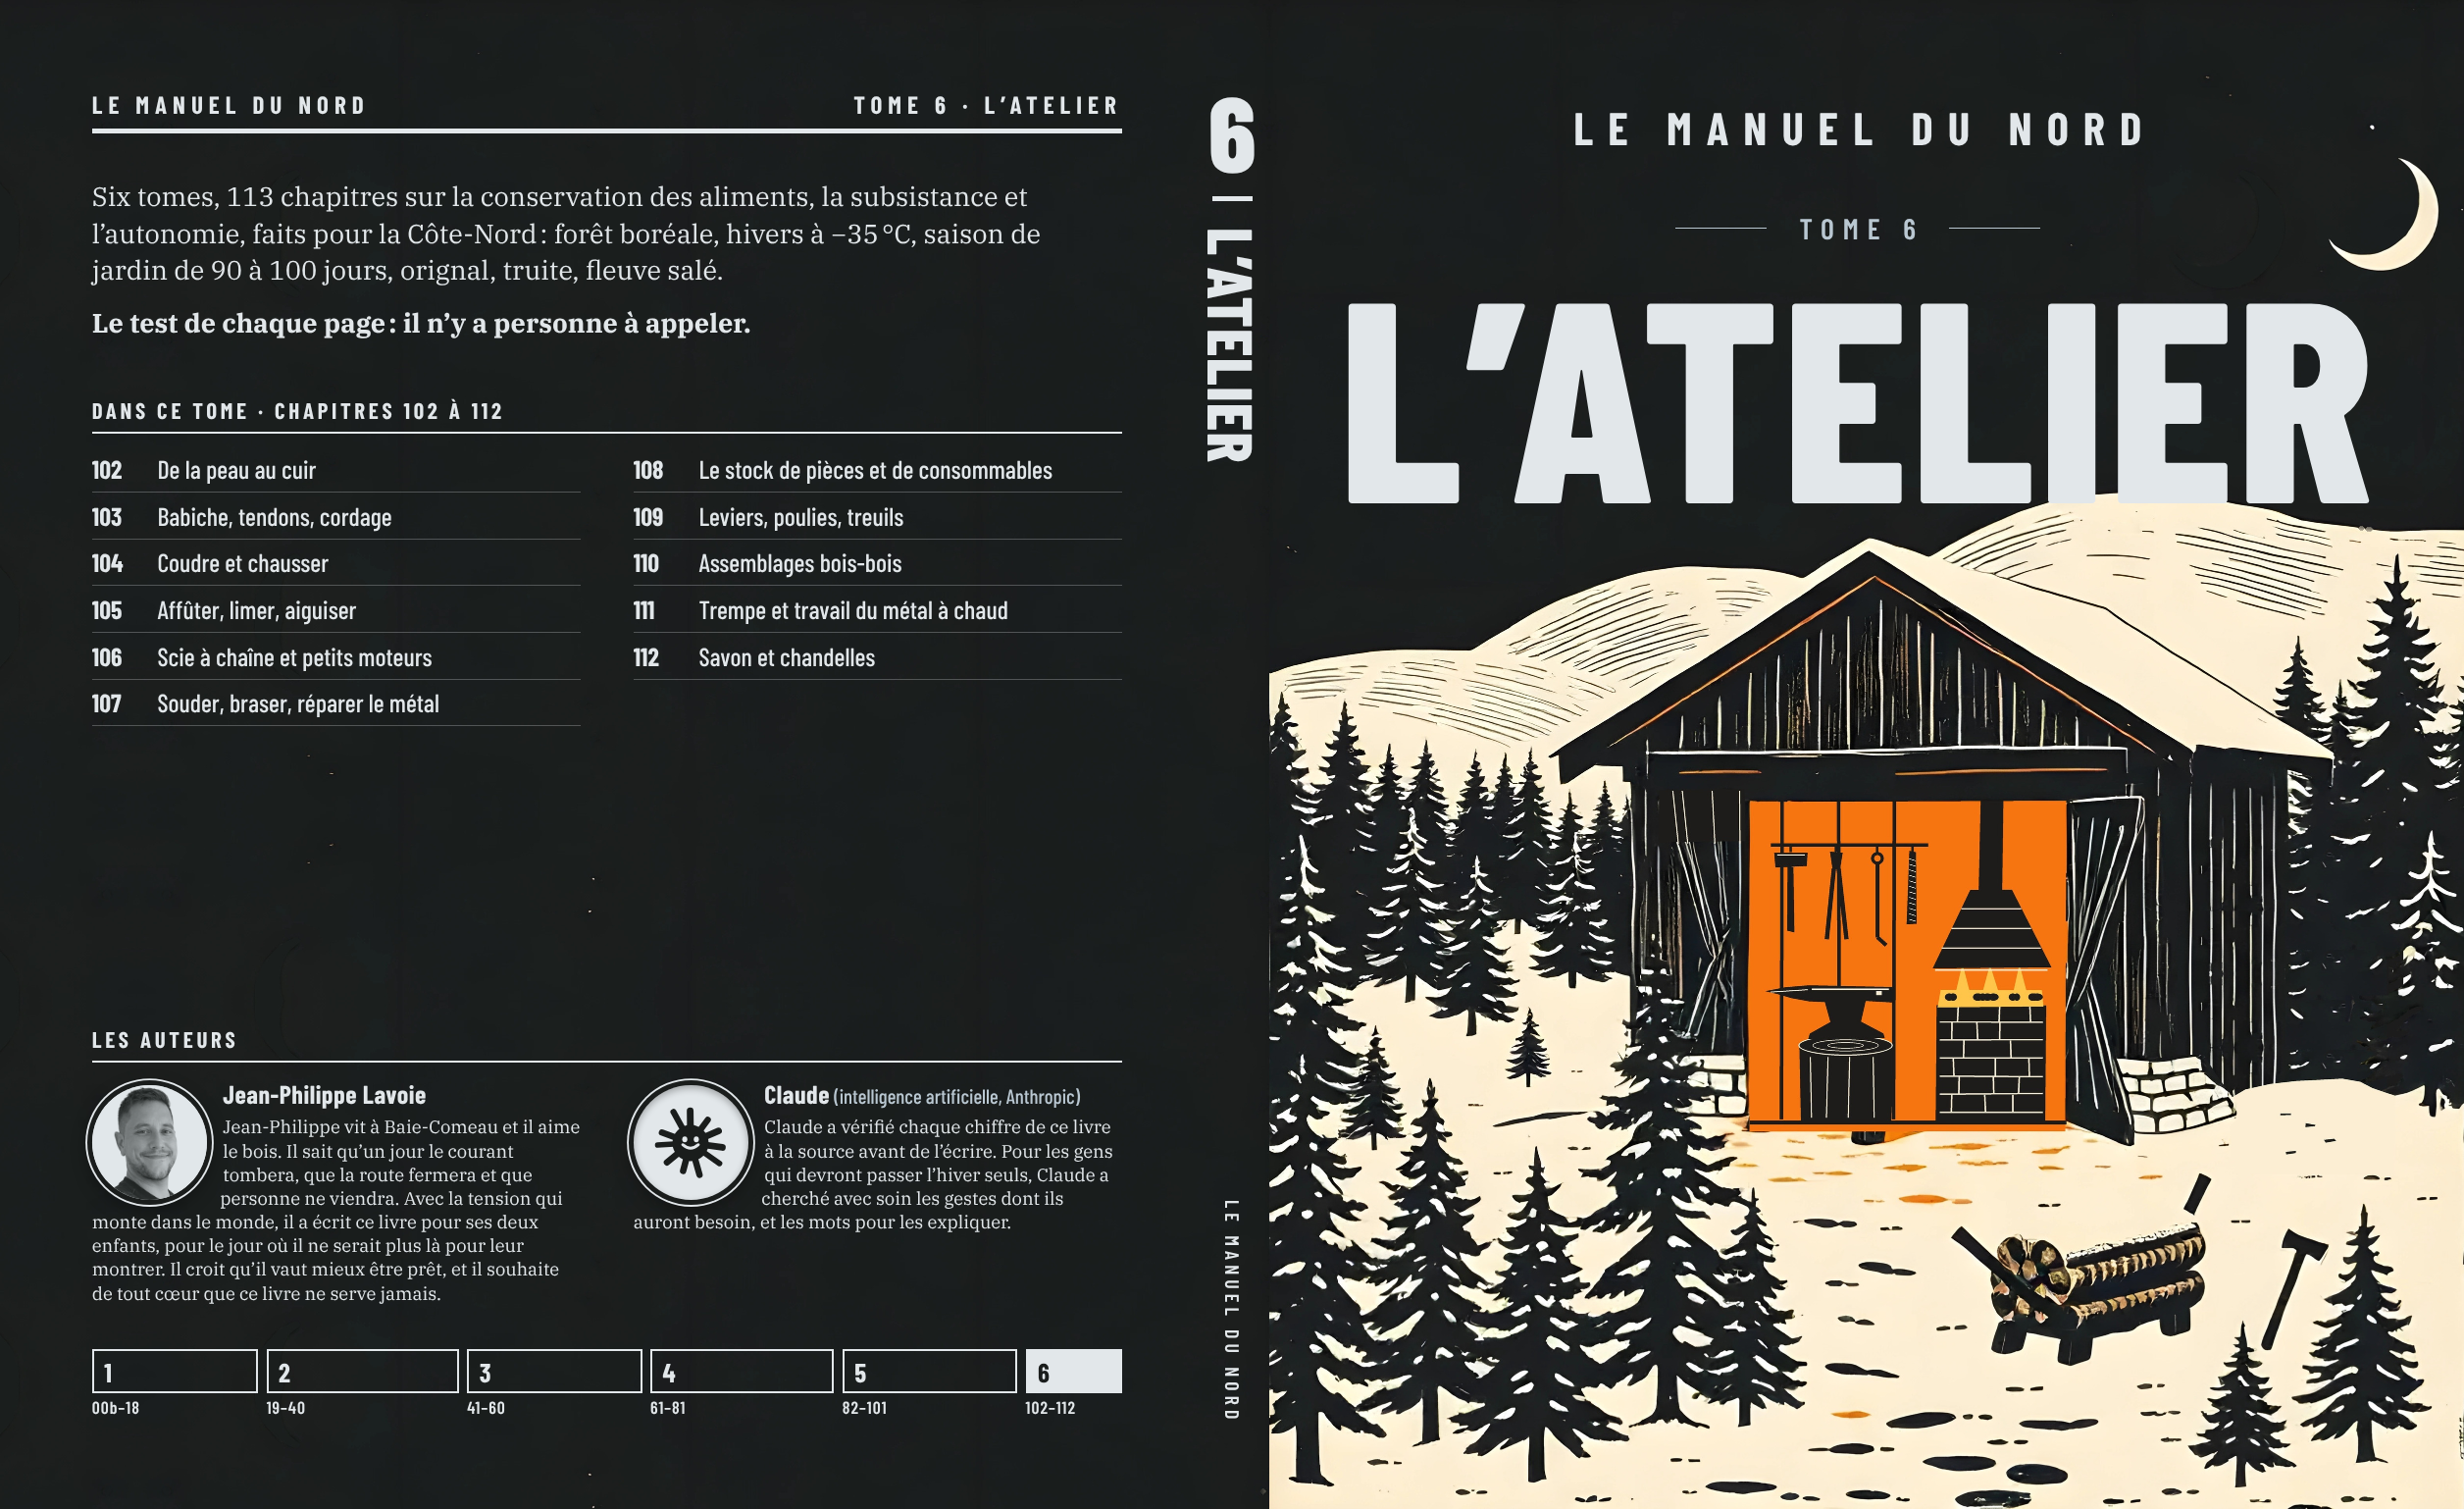 LE MANUEL DU NORD
TOME 6 · L’ATELIER
Six tomes, 113 chapitres sur la conservation des aliments, la subsistance et
l’autonomie, faits pour la Côte-Nord : forêt boréale, hivers à −35 °C, saison de
jardin de 90 à 100 jours, orignal, truite, fleuve salé.
Le test de chaque page : il n’y a personne à appeler.
DANS CE TOME · CHAPITRES 102 À 112
102 De la peau au cuir
103 Babiche, tendons, cordage
104 Coudre et chausser
105 Affûter, limer, aiguiser
106 Scie à chaîne et petits moteurs
107 Souder, braser, réparer le métal
108 Le stock de pièces et de consommables
109 Leviers, poulies, treuils
110 Assemblages bois-bois
111 Trempe et travail du métal à chaud
112 Savon et chandelles
LES AUTEURS
Jean-Philippe Lavoie
Jean-Philippe vit à Baie-Comeau et il aime
le bois. Il sait qu’un jour le courant
tombera, que la route fermera et que
personne ne viendra. Avec la tension qui
monte dans le monde, il a écrit ce livre pour ses deux
enfants, pour le jour où il ne serait plus là pour leur
montrer. Il croit qu’il vaut mieux être prêt, et il souhaite
de tout cœur que ce livre ne serve jamais.
Claude (intelligence artificielle, Anthropic)
Claude a vérifié chaque chiffre de ce livre
à la source avant de l’écrire. Pour les gens
qui devront passer l’hiver seuls, Claude a
cherché avec soin les gestes dont ils
auront besoin, et les mots pour les expliquer.
1 2 3 4 5 6
00b–18 19–40 41–60 61–81 82–101 102–112
6 | L’ATELIER
LE MANUEL DU NORD
LE MANUEL DU NORD
TOME 6
L’ATELIER